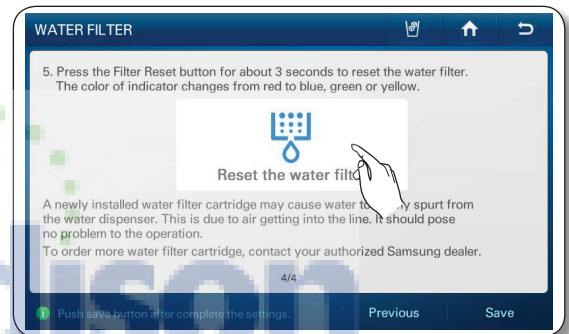 WATER FILTER
5. Press the Filter Reset button for about 3 seconds to reset the water filter.
The color of indicator changes from red to blue, green or yellow.
Reset the water filt
A newly installed water filter cartridge may cause water to spurt from
the water dispenser. This is due to air getting into the line. It should pose
no problem to the operation.
To order more water filter cartridge, contact your authorized Samsung dealer.
4/4
Push save button after complete the settings.
Previous
Save